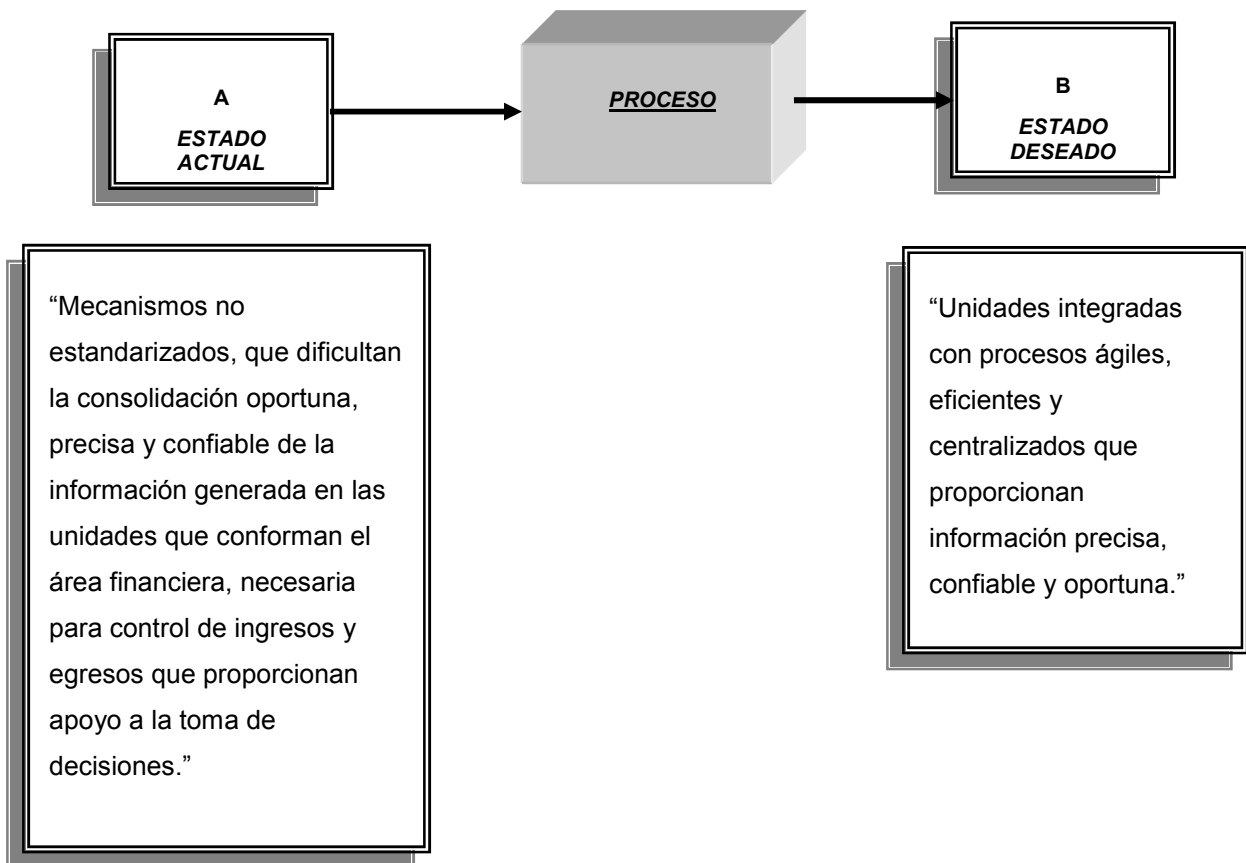 A
ESTADO
ACTUAL
PROCESO
B
ESTADO
DESEADO
“Mecanismos no
estandarizados, que dificultan
la consolidación oportuna,
precisa y confiable de la
información generada en las
unidades que conforman el
área financiera, necesaria
para control de ingresos y
egresos que proporcionan
apoyo a la toma de
decisiones.”
“Unidades integradas
con procesos ágiles,
eficientes y
centralizados que
proporcionan
información precisa,
confiable y oportuna.”